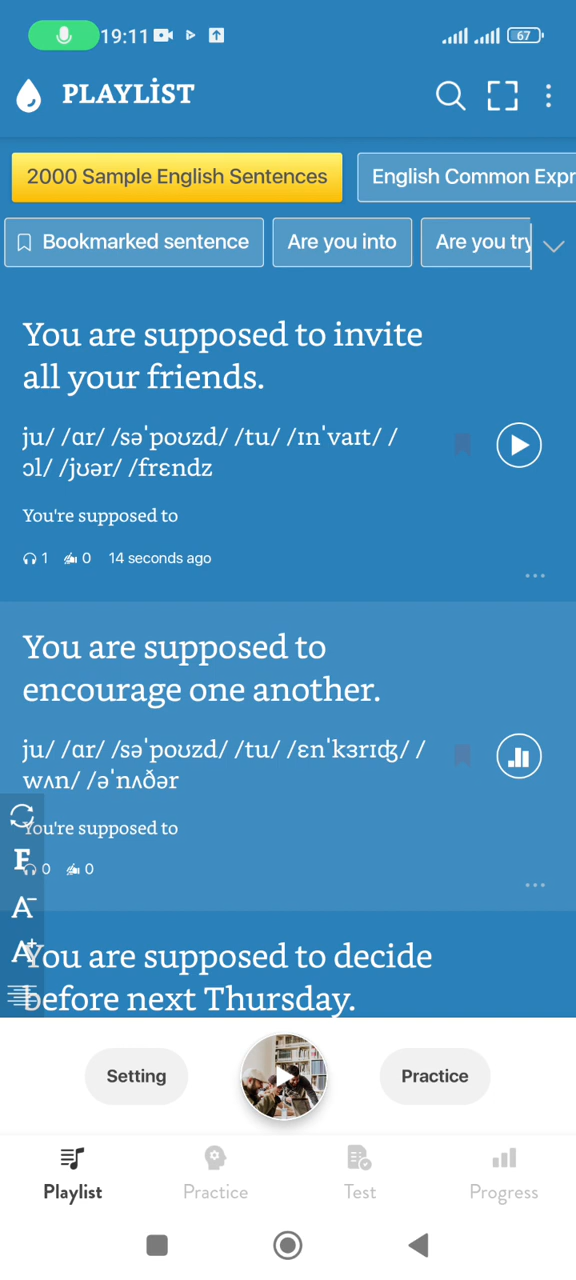 19:11
67
PLAYLİST
2000 Sample English Sentences
English Common Expr
Bookmarked sentence
Are you into
Are you try
You are supposed to invite
all your friends.
ju/ /ɑr/ /səˈpoʊzd/ /tu/ /ɪnˈvaɪt/ /
ɔl/ /jʊər/ /frɛndz
You're supposed to
1
0
14 seconds ago
You are supposed to
encourage one another.
ju/ /ɑr/ /səˈpoʊzd/ /tu/ /ɛnˈkɜrɪʤ/ /
wʌn/ /əˈnʌðər
You're supposed to
E
0
0
A-
A+
You are supposed to decide
before next Thursday.
Setting
Practice
Playlist
Practice
Test
Progress